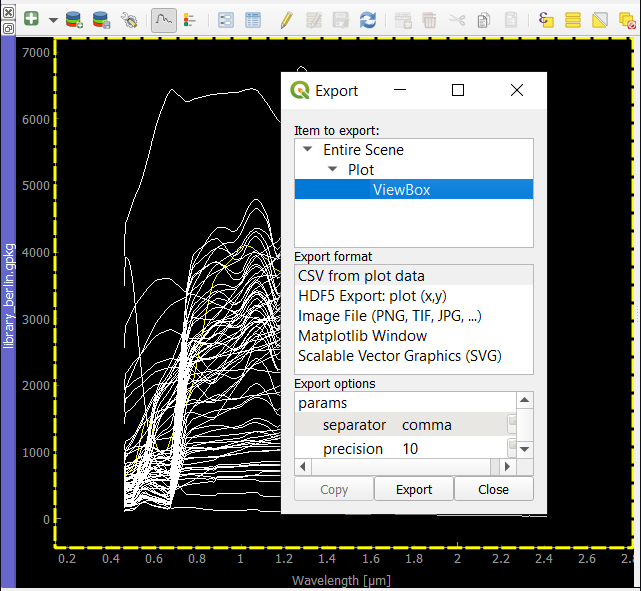 library_berlin.gpkg
7000
6000
5000
4000
3000
2000
1000
0
0.2 0.4 0.6 0.8 1 1.2 1.4 1.6 1.8 2 2.2 2.4 2.6 2.8
Wavelength [µm]
Export
Item to export:
Entire Scene
Plot
ViewBox
Export format
CSV from plot data
HDF5 Export: plot (x,y)
Image File (PNG, TIF, JPG, ...)
Matplotlib Window
Scalable Vector Graphics (SVG)
Export options
params
separator comma
precision 10
Copy Export Close